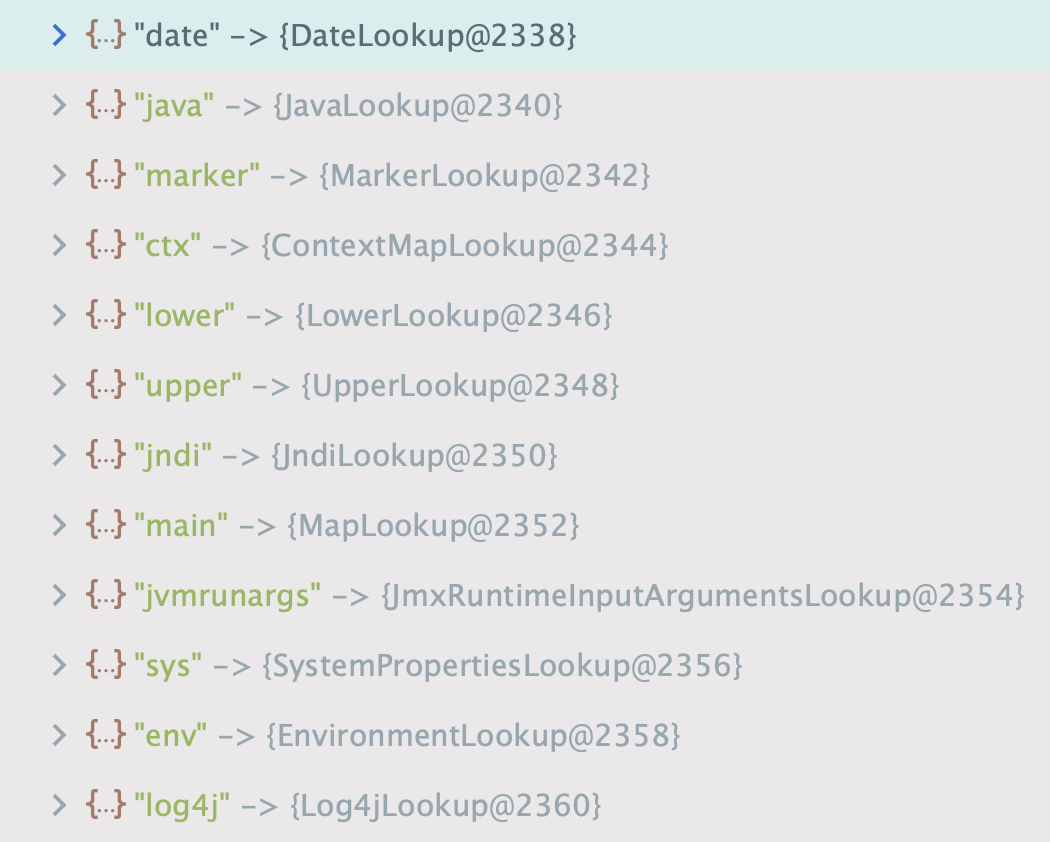 > {...} "date" -> {DateLookup@2338}
> {...} "java" -> {JavaLookup@2340}
> {...} "marker" -> {MarkerLookup@2342}
> {...} "ctx" -> {ContextMapLookup@2344}
> {...} "lower" -> {LowerLookup@2346}
> {...} "upper" -> {UpperLookup@2348}
> {...} "jndi" -> {JndiLookup@2350}
> {...} "main" -> {MapLookup@2352}
> {...} "jvmrunargs" -> {JmxRuntimeInputArgumentsLookup@2354}
> {...} "sys" -> {SystemPropertiesLookup@2356}
> {...} "env" -> {EnvironmentLookup@2358}
> {...} "log4j" -> {Log4jLookup@2360}